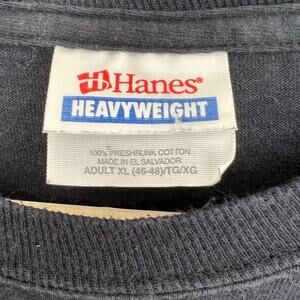 Hanes®
HEAVYWEIGHT
100% PRESHRUNK COTTON
MADE IN EL SALVADOR
ADULT XL (46-48)/TG/XG